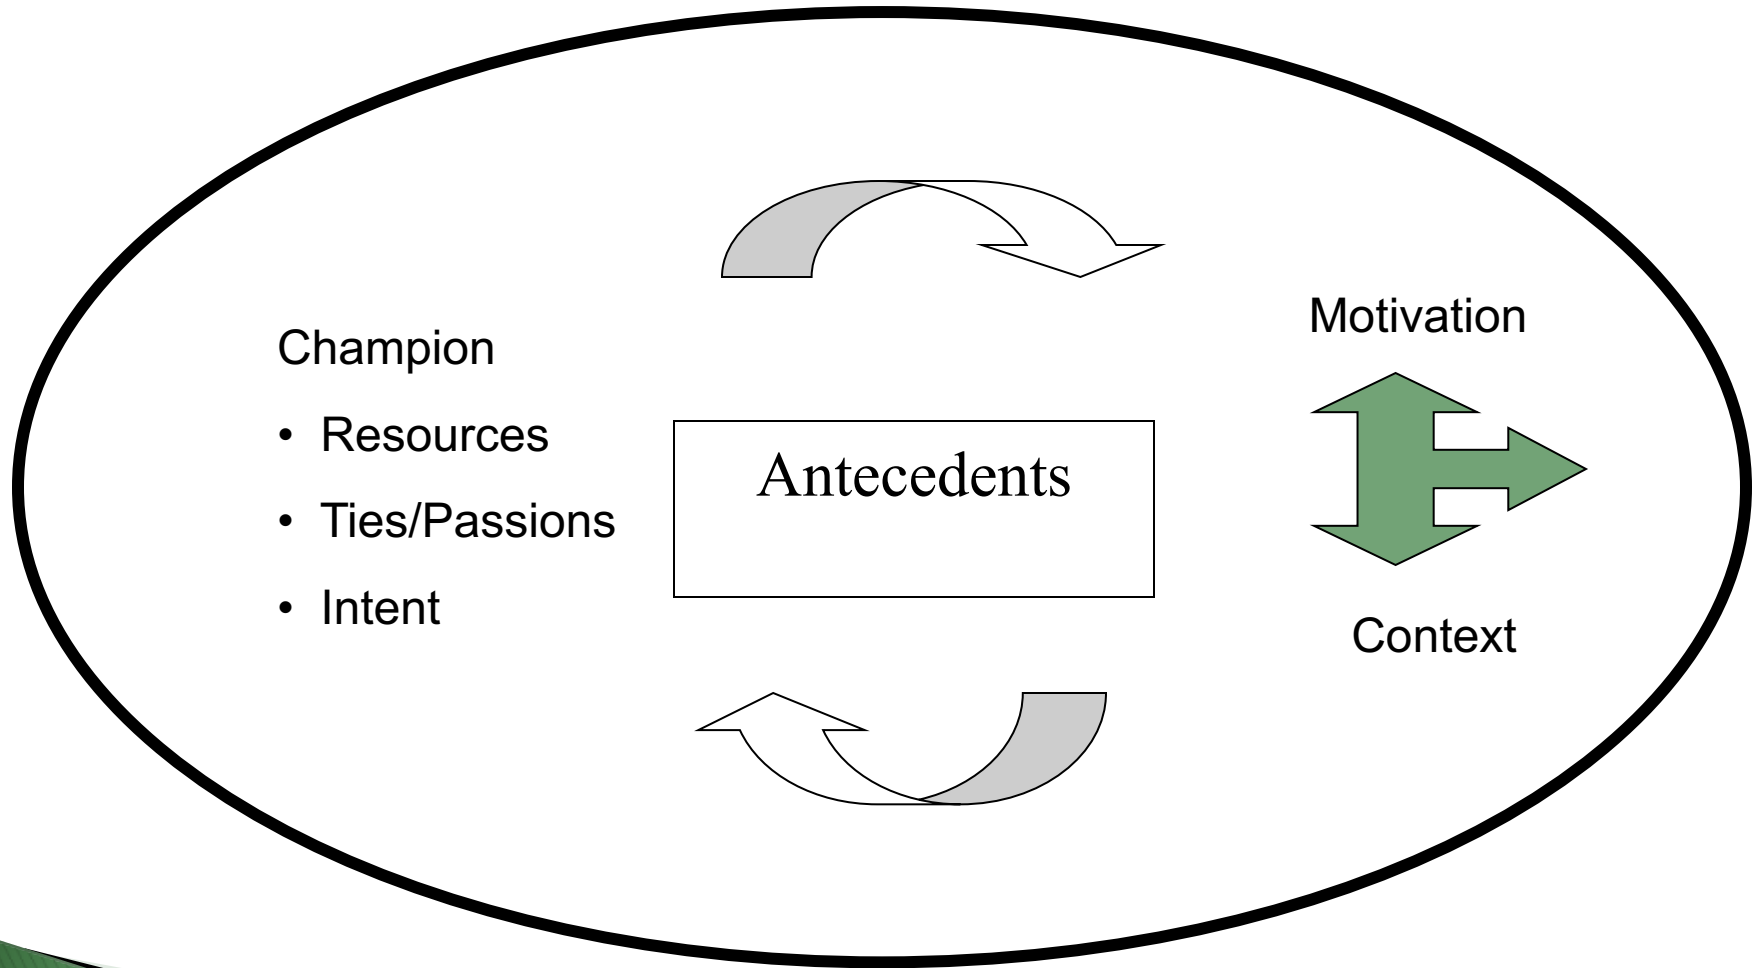 Champion
• Resources
• Ties/Passions
• Intent
Antecedents
Motivation
Context